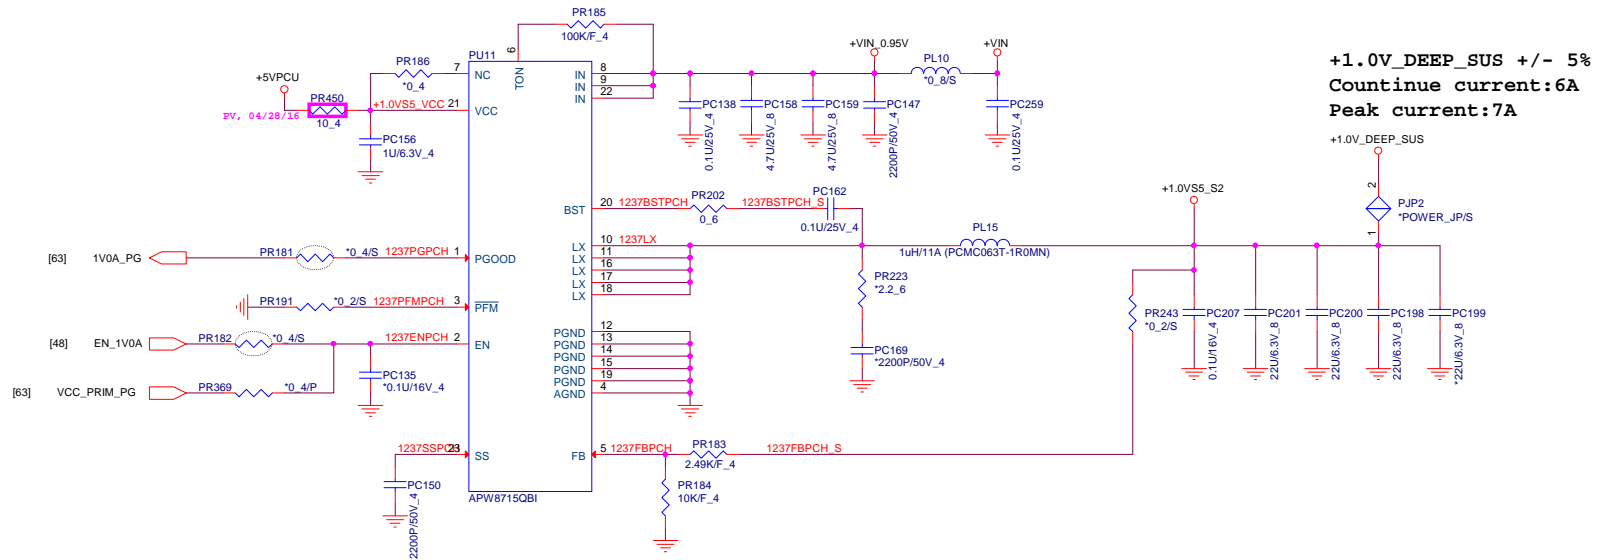 PR185
100K/F_4
PU11
6
TON
+5VPCU
PR186
*0_4
7
NC
PR450
+1.0VS5_VCC
21
VCC
PV, 04/28/16
10_4
PC156
1U/6.3V_4
8
IN
9
IN
22
IN
+VIN_0.95V
PL10
*0_8/S
+VIN
PC138
0.1U/25V_4
PC158
4.7U/25V_8
PC159
4.7U/25V_8
PC147
2200P/50V_4
PC259
0.1U/25V_4
+1.0V_DEEP_SUS +/- 5%
Countinue current:6A
Peak current:7A
+1.0V_DEEP_SUS
2
PJP2
*POWER_JP/S
1
+1.0VS5_S2
BST
20
1237BSTPCH
PR202
0_6
1237BSTPCH_S
PC162
0.1U/25V_4
LX
10
1237LX
LX
11
LX
16
LX
17
LX
18
PL15
1uH/11A (PCMC063T-1R0MN)
PR223
*2.2_6
PC169
*2200P/50V_4
[63]
1V0A_PG
PR181
*0_4/S
1237PGPCH
1
PGOOD
PR191
*0_2/S
1237PFMPCH
3
PFM
[48]
EN_1V0A
PR182
*0_4/S
1237ENPCH
2
EN
PC135
*0.1U/16V_4
[63]
VCC_PRIM_PG
PR369
*0_4/P
PGND
12
PGND
13
PGND
14
PGND
15
PGND
19
AGND
4
PR243
*0_2/S
PC207
0.1U/16V_4
PC201
22U/6.3V_8
PC200
22U/6.3V_8
PC198
22U/6.3V_8
PC199
*22U/6.3V_8
1237SSPCH
23
SS
PC150
2200P/50V_4
FB
5
1237FBPCH
PR183
2.49K/F_4
1237FBPCH_S
PR184
10K/F_4
APW8715QBI